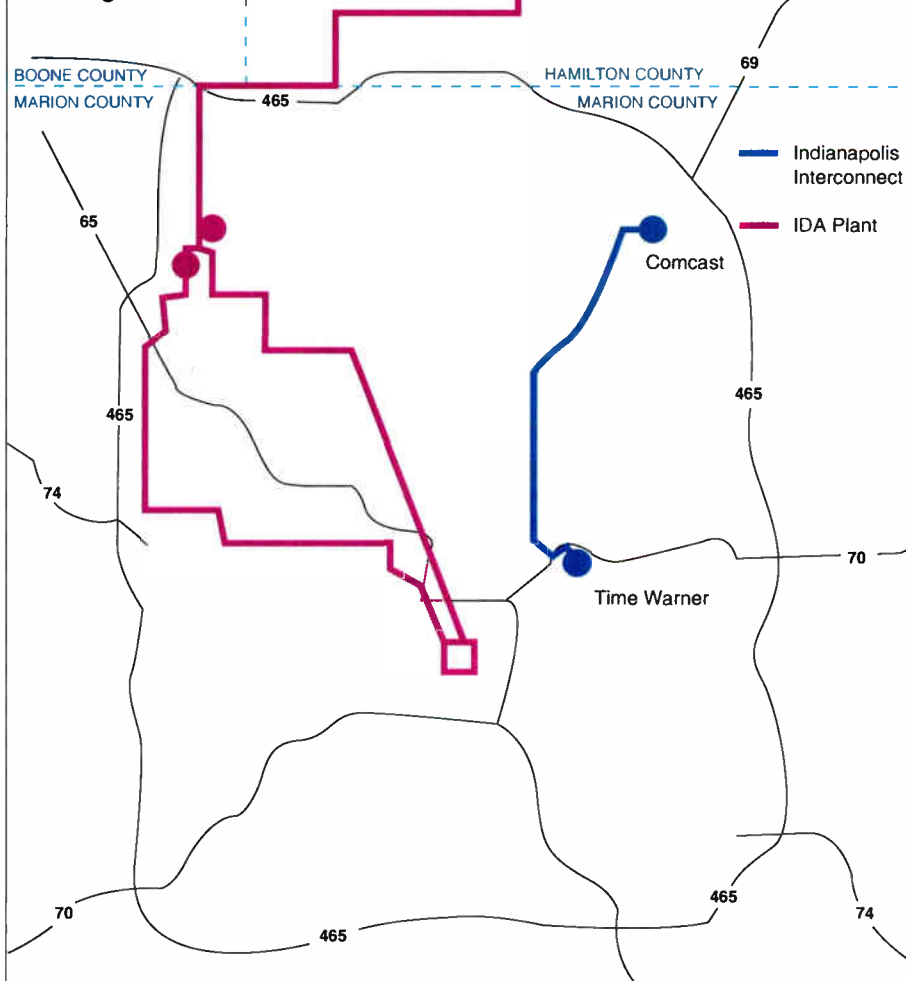 69
BOONE COUNTY
HAMILTON COUNTY
465
MARION COUNTY
MARION COUNTY
Indianapolis
Interconnect
65
IDA Plant
Comcast
465
465
74
70
Time Warner
465
70
74
465